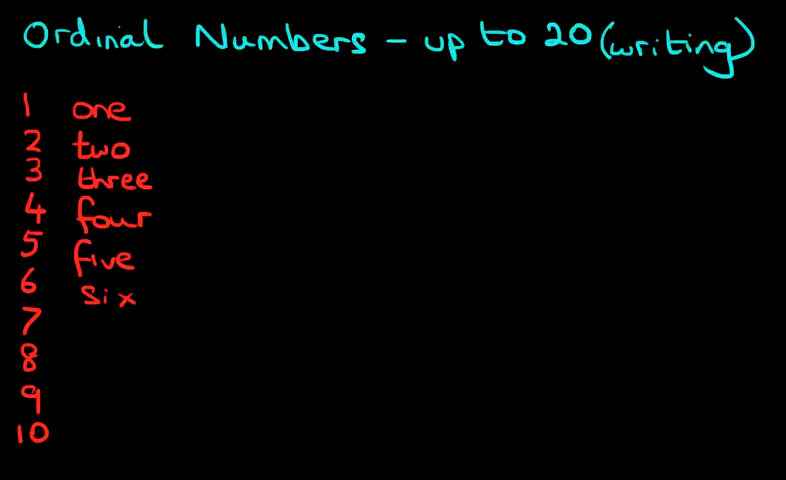 Ordinal Numbers - up to 20 (writing)
1 one
2 two
3 three
4 four
5 five
6 six
7
8
9
10